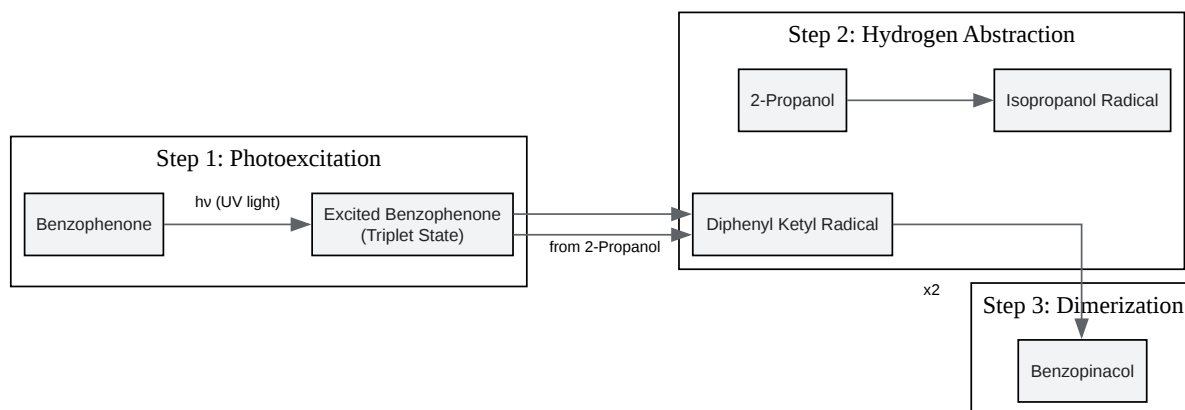 Step 2: Hydrogen Abstraction
2-Propanol
Isopropanol Radical
Step 1: Photoexcitation
Benzophenone
hν (UV light)
Excited Benzophenone
(Triplet State)
from 2-Propanol
Diphenyl Ketyl Radical
x2
Step 3: Dimerization
Benzopinacol